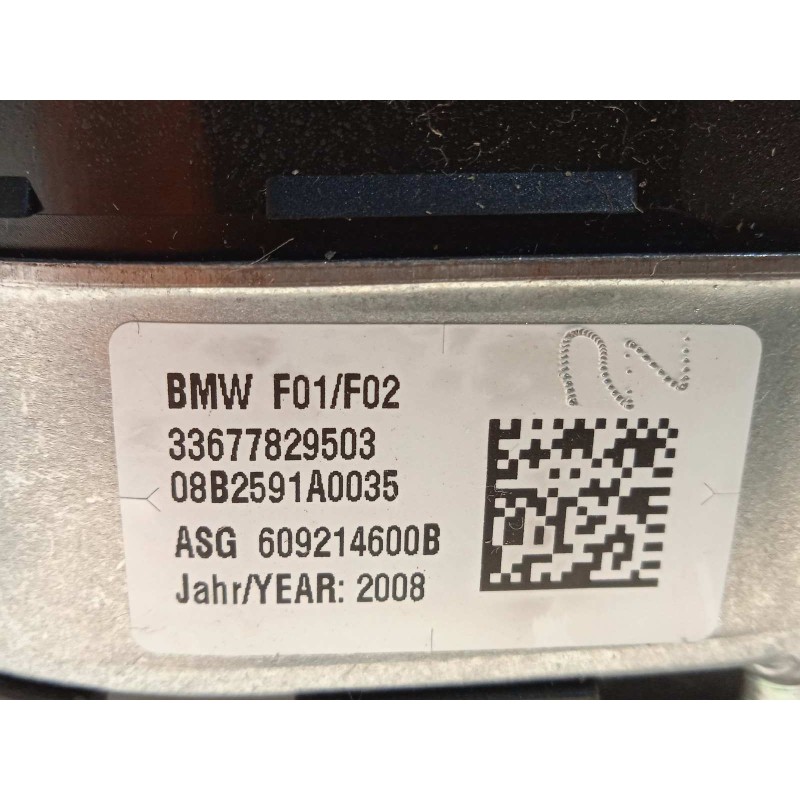 BMW F01/F02
33677829503
08B2591A0035
ASG 609214600B
Jahr/YEAR: 2008